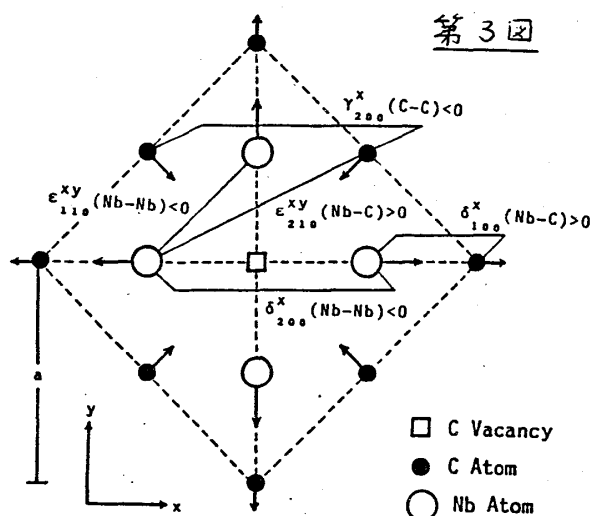 第3図
γ^x_200(C-C)<0
ε^xy_110(Nb-Nb)<0
ε^xy_210(Nb-C)>0
δ^x_100(Nb-C)>0
δ^x_200(Nb-Nb)<0
a
y
x
C Vacancy
C Atom
Nb Atom